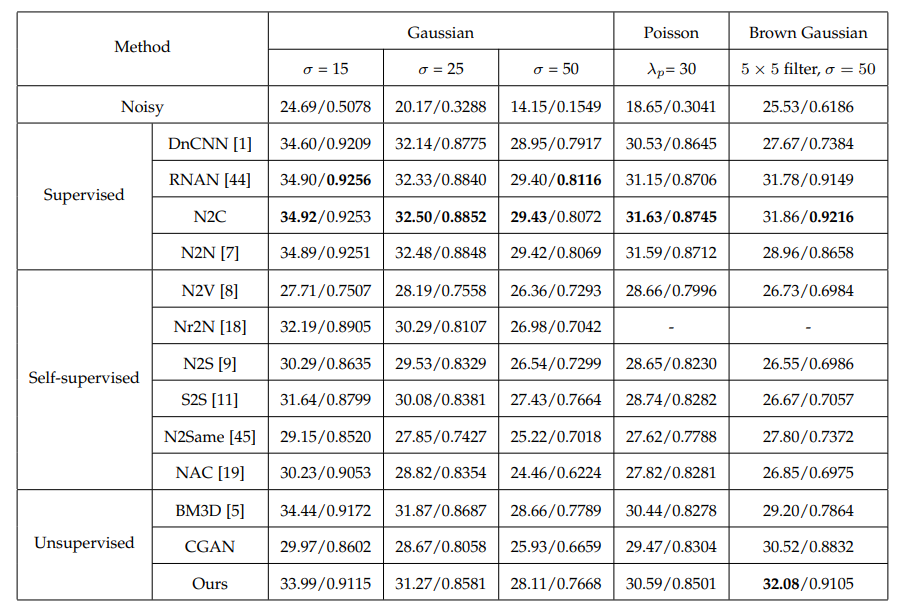 Method Gaussian Poisson Brown Gaussian
σ = 15 σ = 25 σ = 50 λp= 30 5 × 5 filter, σ = 50
Noisy 24.69/0.5078 20.17/0.3288 14.15/0.1549 18.65/0.3041 25.53/0.6186
Supervised DnCNN [1] 34.60/0.9209 32.14/0.8775 28.95/0.7917 30.53/0.8645 27.67/0.7384
RNAN [44] 34.90/0.9256 32.33/0.8840 29.40/0.8116 31.15/0.8706 31.78/0.9149
N2C 34.92/0.9253 32.50/0.8852 29.43/0.8072 31.63/0.8745 31.86/0.9216
N2N [7] 34.89/0.9251 32.48/0.8848 29.42/0.8069 31.59/0.8712 28.96/0.8658
Self-supervised N2V [8] 27.71/0.7507 28.19/0.7558 26.36/0.7293 28.66/0.7996 26.73/0.6984
Nr2N [18] 32.19/0.8905 30.29/0.8107 26.98/0.7042 - -
N2S [9] 30.29/0.8635 29.53/0.8329 26.54/0.7299 28.65/0.8230 26.55/0.6986
S2S [11] 31.64/0.8799 30.08/0.8381 27.43/0.7664 28.74/0.8282 26.67/0.7057
N2Same [45] 29.15/0.8520 27.85/0.7427 25.22/0.7018 27.62/0.7788 27.80/0.7372
NAC [19] 30.23/0.9053 28.82/0.8354 24.46/0.6224 27.82/0.8281 26.85/0.6975
Unsupervised BM3D [5] 34.44/0.9172 31.87/0.8687 28.66/0.7789 30.44/0.8278 29.20/0.7864
CGAN 29.97/0.8602 28.67/0.8058 25.93/0.6659 29.47/0.8304 30.52/0.8832
Ours 33.99/0.9115 31.27/0.8581 28.11/0.7668 30.59/0.8501 32.08/0.9105